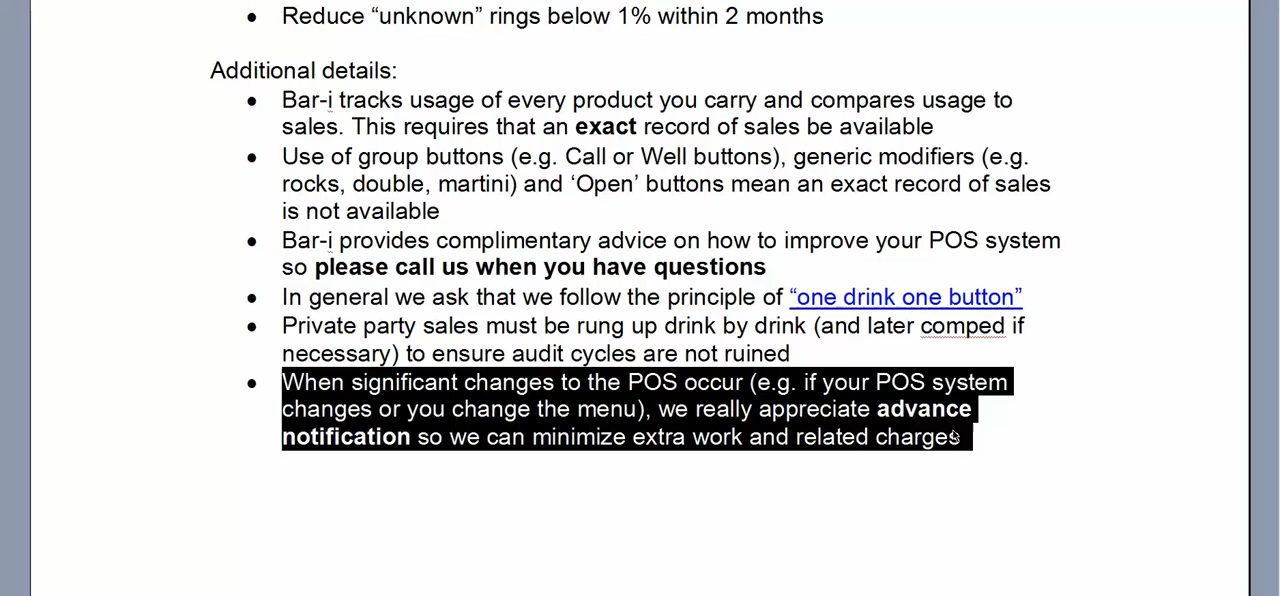 • Reduce “unknown” rings below 1% within 2 months
Additional details:
• Bar-i tracks usage of every product you carry and compares usage to
sales. This requires that an exact record of sales be available
• Use of group buttons (e.g. Call or Well buttons), generic modifiers (e.g.
rocks, double, martini) and ‘Open’ buttons mean an exact record of sales
is not available
• Bar-i provides complimentary advice on how to improve your POS system
so please call us when you have questions
• In general we ask that we follow the principle of “one drink one button”
• Private party sales must be rung up drink by drink (and later comped if
necessary) to ensure audit cycles are not ruined
• When significant changes to the POS occur (e.g. if your POS system
changes or you change the menu), we really appreciate advance
notification so we can minimize extra work and related charges